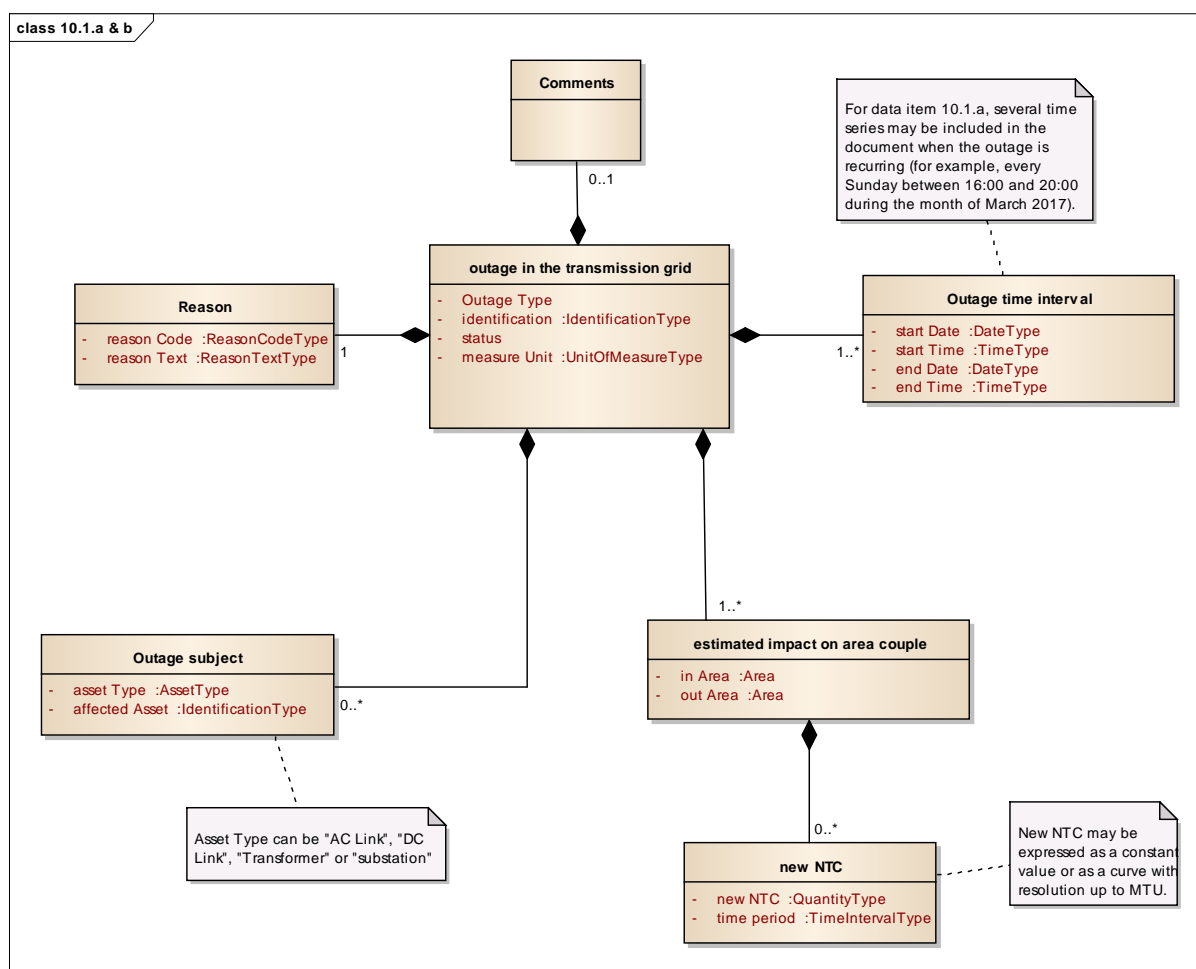 class 10.1.a & b
Comments
0..1
For data item 10.1.a, several time
series may be included in the
document when the outage is
recurring (for example, every
Sunday between 16:00 and 20:00
during the month of March 2017).
outage in the transmission grid
- Outage Type
- identification :IdentificationType
- status
- measure Unit :UnitOfMeasureType
Reason
- reason Code :ReasonCodeType
- reason Text :ReasonTextType
1
Outage time interval
- start Date :DateType
- start Time :TimeType
- end Date :DateType
- end Time :TimeType
1..*
1..*
Outage subject
- asset Type :AssetType
- affected Asset :IdentificationType
0..*
estimated impact on area couple
- in Area :Area
- out Area :Area
Asset Type can be "AC Link", "DC
Link", "Transformer" or "substation"
0..*
new NTC
- new NTC :QuantityType
- time period :TimeIntervalType
New NTC may be
expressed as a constant
value or as a curve with
resolution up to MTU.